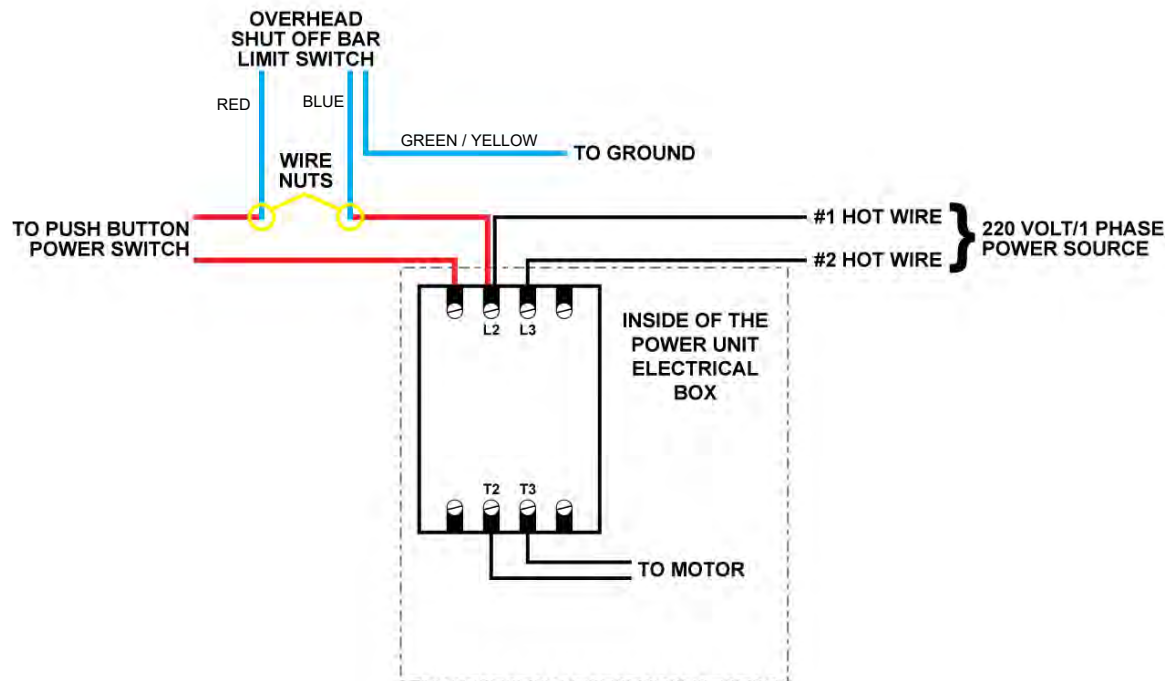 OVERHEAD
SHUT OFF BAR
LIMIT SWITCH
RED
BLUE
GREEN / YELLOW
TO GROUND
WIRE
NUTS
TO PUSH BUTTON
POWER SWITCH
#1 HOT WIRE
#2 HOT WIRE
220 VOLT/1 PHASE
POWER SOURCE
L2 L3
INSIDE OF THE
POWER UNIT
ELECTRICAL
BOX
T2 T3
TO MOTOR